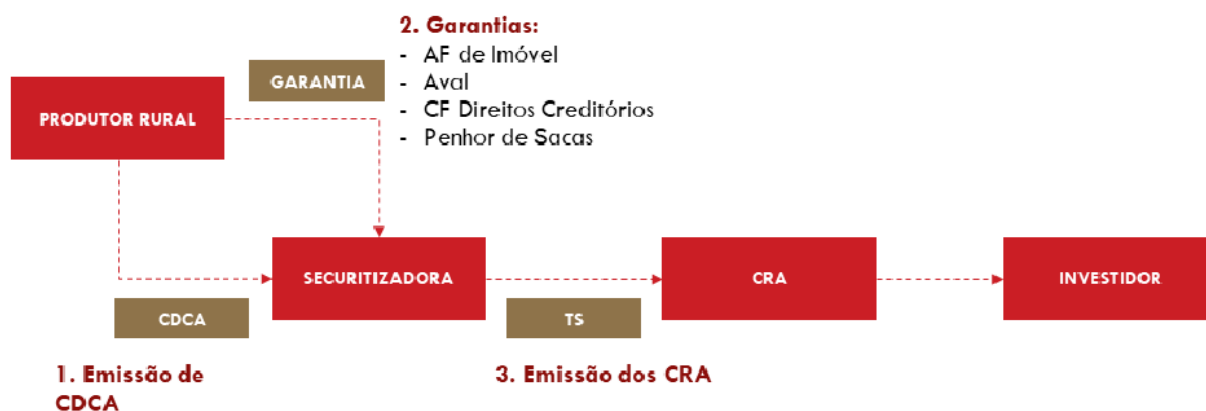 2. Garantias:
- AF de Imóvel
- Aval
- CF Direitos Creditórios
- Penhor de Sacas
GARANTIA
PRODUTOR RURAL
SECURITIZADORA
CRA
INVESTIDOR
CDCA
TS
1. Emissão de
CDCA
3. Emissão dos CRA